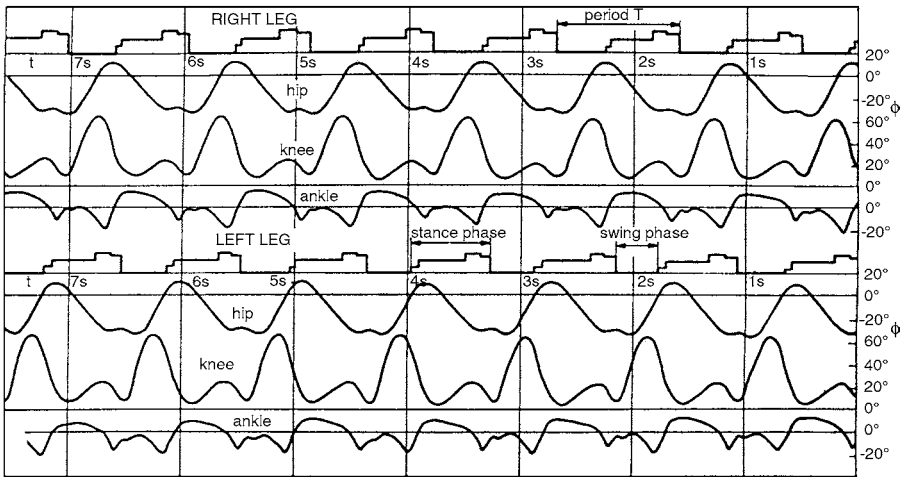 RIGHT LEG period T
t 7s 6s 5s 4s 3s 2s 1s 20°
0°
hip
-20°
ϕ
60°
knee
40°
20°
0°
ankle
0°
-20°
LEFT LEG stance phase swing phase
t 7s 6s 5s 4s 3s 2s 1s 20°
0°
hip
-20°
ϕ
60°
knee
40°
20°
0°
ankle
0°
-20°